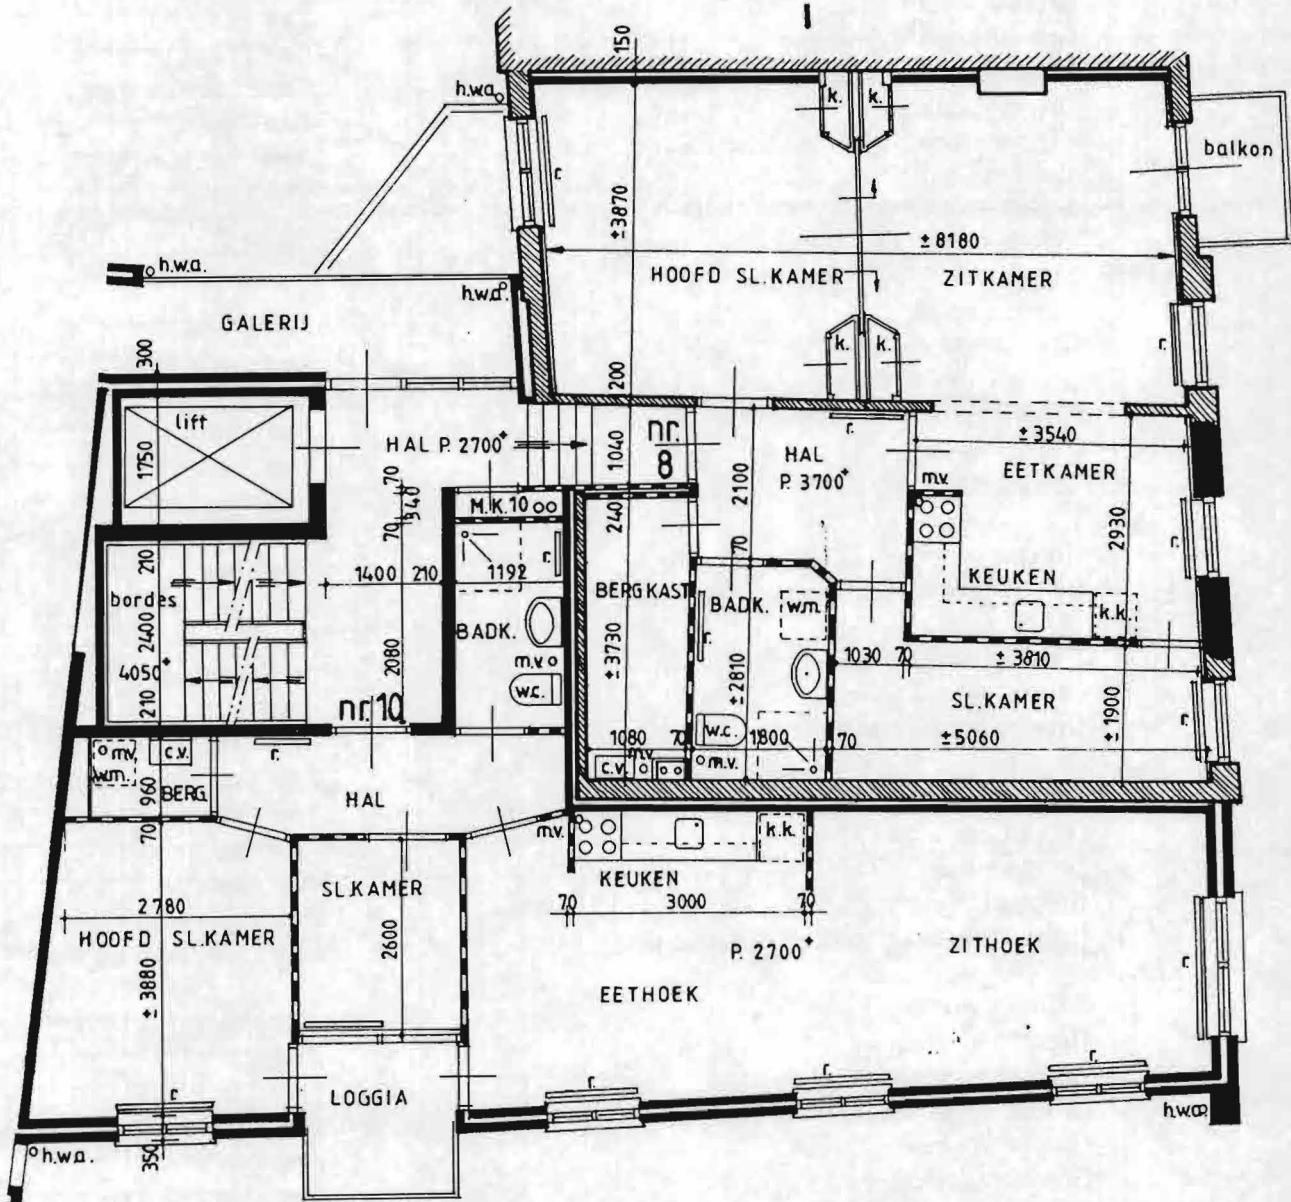 150
h.w.a.
k.
k.
balkon
r.
±3870
±8180
HOOFD SL.KAMER
ZITKAMER
h.w.a.
h.w.a.
GALERIJ
300
k.
k.
r.
200
lift
1750
HAL P. 2700+
1040
nr.
8
HAL
P. 3700+
r.
±3540
EETKAMER
70
340
70
M.K.10
2100
m.v.
240
2930
r.
210
1400
210
1192
r.
70
KEUKEN
bordes
BERGKAST
BADK.
w.m.
k.k.
2400
BADK.
2080
±3730
r.
1030
70
±3810
4050+
m.v.
w.c.
±2810
SL.KAMER
±1900
r.
210
nr.10
w.c.
1080
70
1800
70
±5060
m.v.
c.v.
m.v.
m.v.
w.m.
c.v.
r.
BERG.
960
HAL
70
m.v.
k.k.
SL.KAMER
KEUKEN
2780
70
3000
70
HOOFD SL.KAMER
2600
P. 2700+
ZITHOEK
r.
±3880
EETHOEK
LOGGIA
r.
r.
r.
r.
h.w.a.
h.w.a.
350